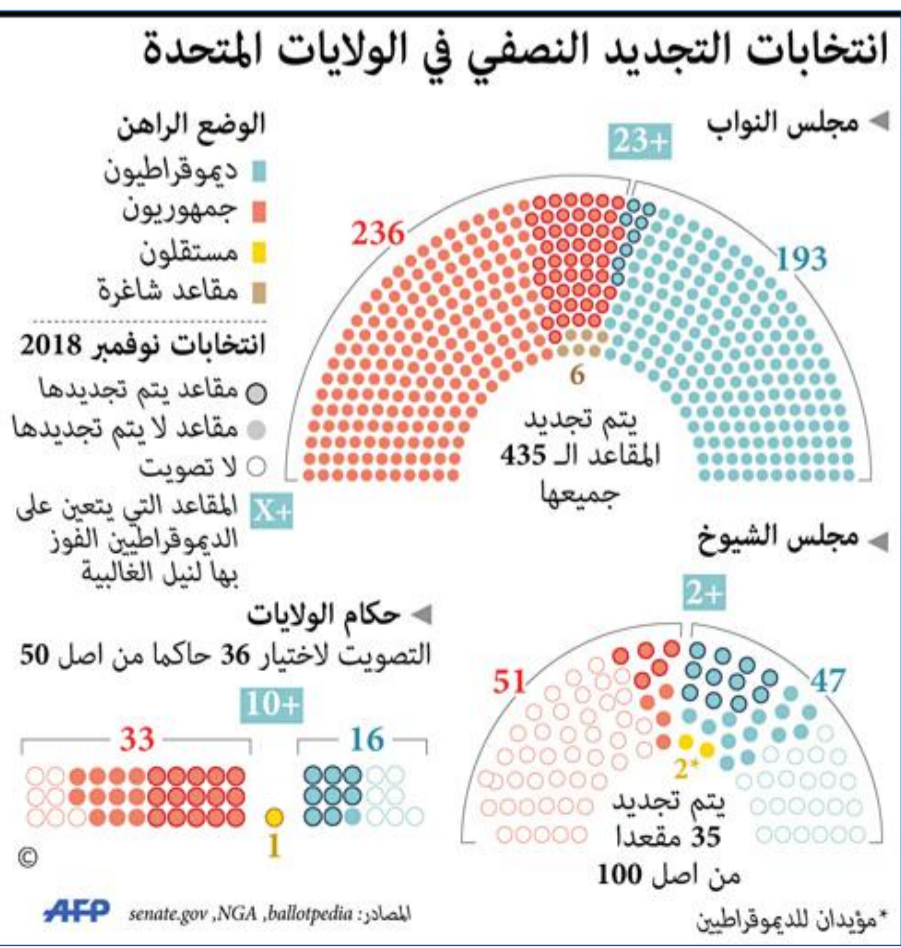 انتخابات التجديد النصفي في الولايات المتحدة
مجلس النواب
23+
236
193
6
يتم تجديد
المقاعد الـ 435
جميعها
الوضع الراهن
ديموقراطيون
جمهوريون
مستقلون
مقاعد شاغرة
انتخابات نوفمبر 2018
مقاعد يتم تجديدها
مقاعد لا يتم تجديدها
لا تصويت
X+
المقاعد التي يتعين على
الديموقراطيين الفوز
بها لنيل الغالبية
مجلس الشيوخ
2+
51
47
2*
يتم تجديد
35 مقعدا
من اصل 100
*مؤيدان للديموقراطيين
حكام الولايات
التصويت لاختيار 36 حاكما من اصل 50
10+
33
16
1
©
AFP
المصادر: senate.gov ,NGA ,ballotpedia